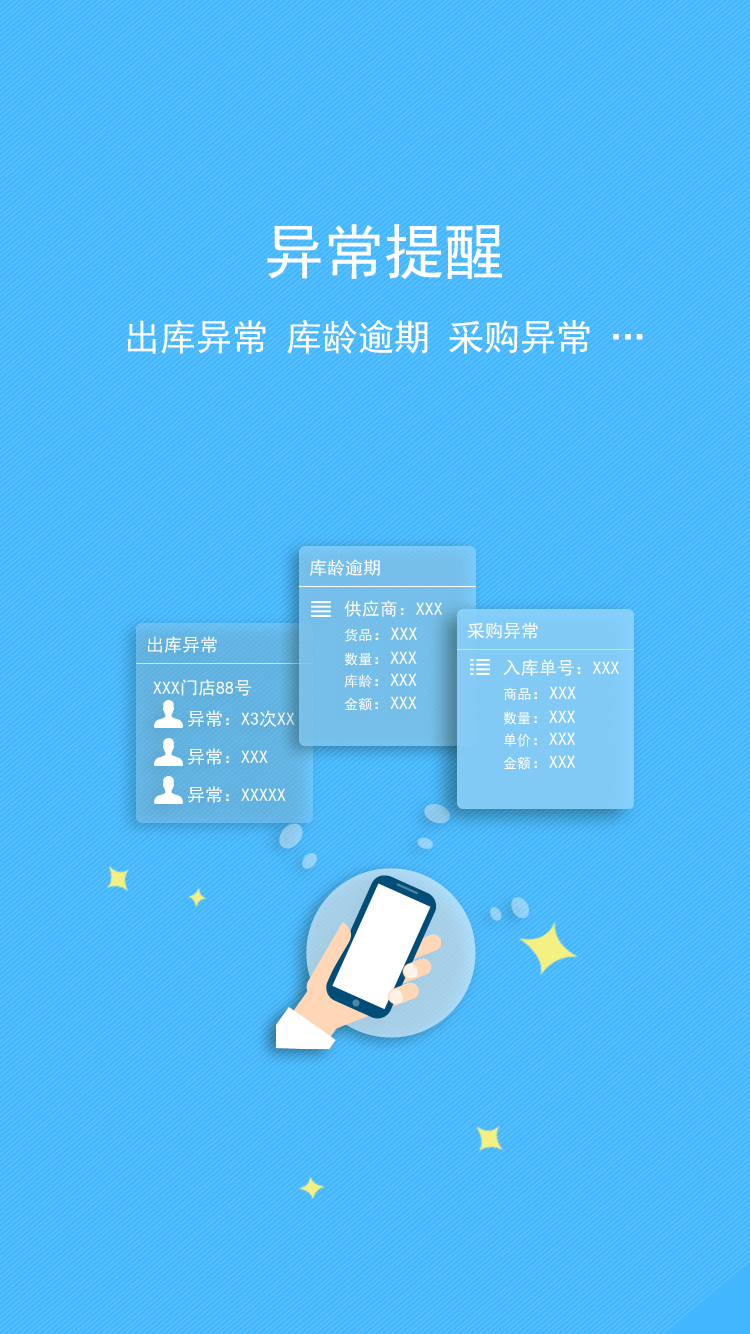 异常提醒
出库异常 库龄逾期 采购异常 ···
库龄逾期
供应商：XXX
货品：XXX
数量：XXX
库龄：XXX
金额：XXX
出库异常
XXX门店88号
异常：X3次XX
异常：XXX
异常：XXXXX
采购异常
入库单号：XXX
商品：XXX
数量：XXX
单价：XXX
金额：XXX